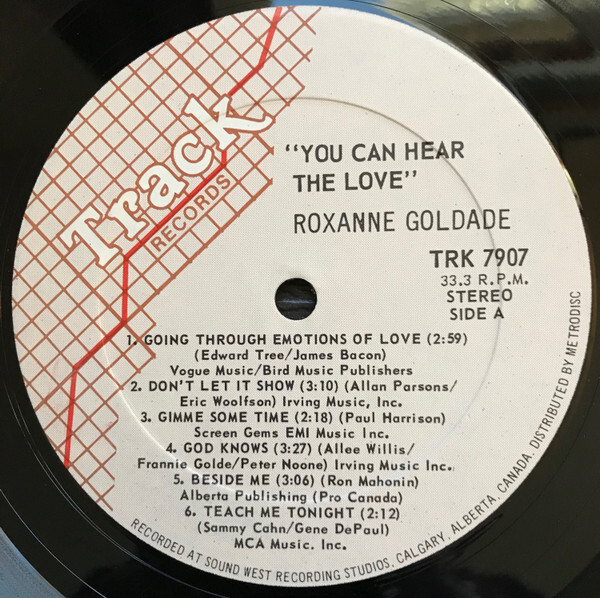 Track
RECORDS
"YOU CAN HEAR
THE LOVE"
ROXANNE GOLDADE
TRK 7907
33.3 R.P.M.
STEREO
SIDE A
1. GOING THROUGH EMOTIONS OF LOVE (2:59)
(Edward Tree/James Bacon)
Vogue Music/Bird Music Publishers
2. DON'T LET IT SHOW (3:10) (Allan Parsons/
Eric Woolfson) Irving Music, Inc.
3. GIMME SOME TIME (2:18) (Paul Harrison)
Screen Gems EMI Music Inc.
4. GOD KNOWS (3:27) (Allee Willis/
Frannie Golde/Peter Noone) Irving Music Inc.
5. BESIDE ME (3:06) (Ron Mahonin)
Alberta Publishing (Pro Canada)
6. TEACH ME TONIGHT (2:12)
(Sammy Cahn/Gene DePaul)
MCA Music. Inc.
RECORDED AT SOUND WEST RECORDING STUDIOS, CALGARY, ALBERTA, CANADA. DISTRIBUTED BY METRODISC